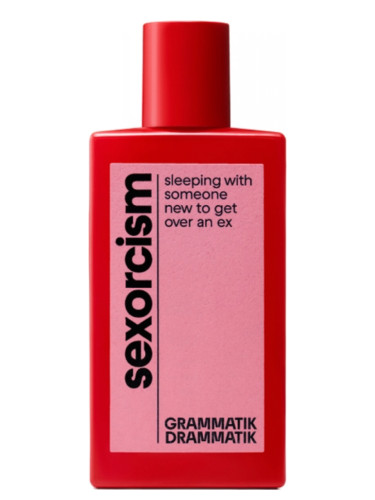 sexorcism
sleeping with
someone
new to get
over an ex
GRAMMATIK
DRAMMATIK